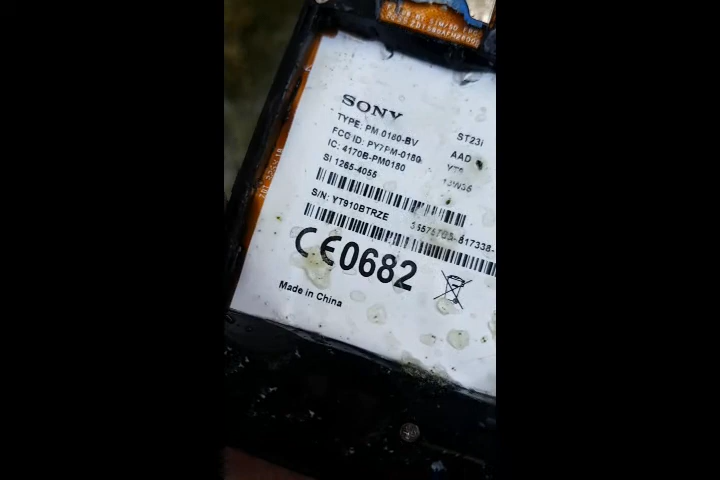 SONY
ST23i
TYPE: PM 0180-BV
AAD
FCC ID: PY7PM-0180
IC: 4170B-PM0180
SI 1265-4055
S/N: YT910BTRZE
CE0682
Made in China